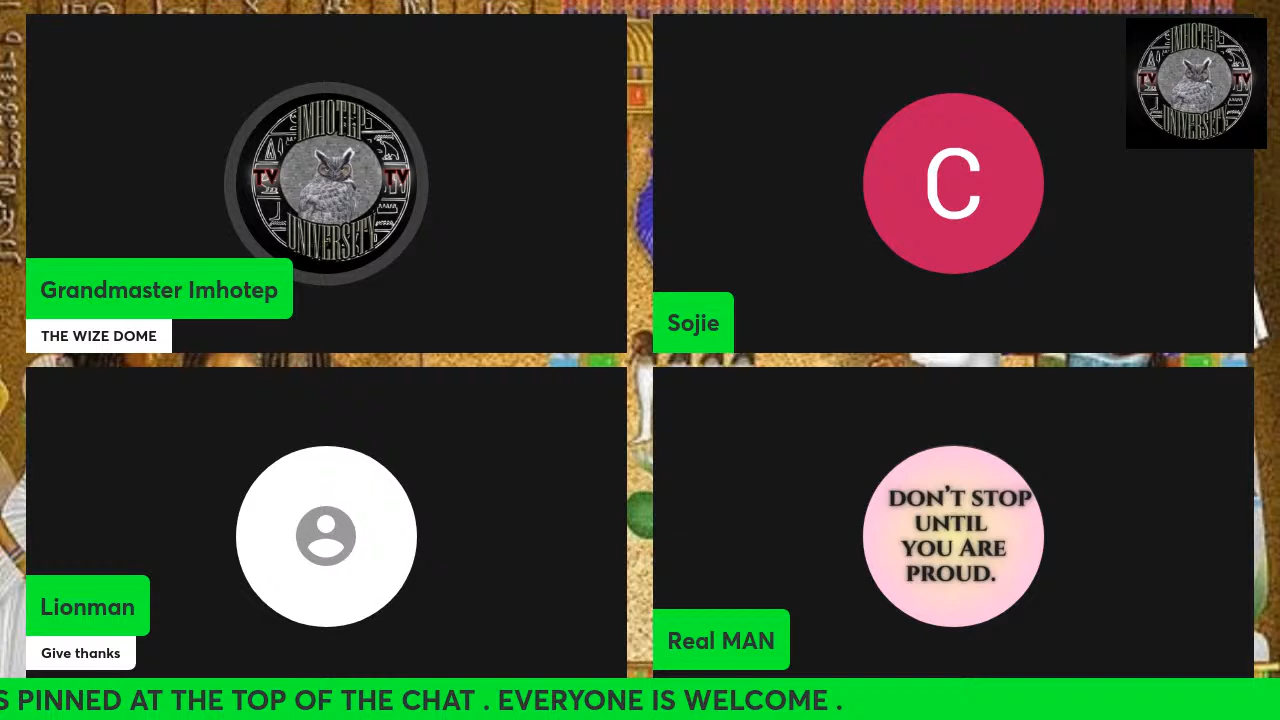 IMHOTEP
TV TV
UNIVERSITY
Grandmaster Imhotep
THE WIZE DOME
C
Sojie
IMHOTEP
TV TV
UNIVERSITY
Lionman
Give thanks
DON'T STOP
UNTIL
YOU ARE
PROUD.
Real MAN
S PINNED AT THE TOP OF THE CHAT . EVERYONE IS WELCOME .